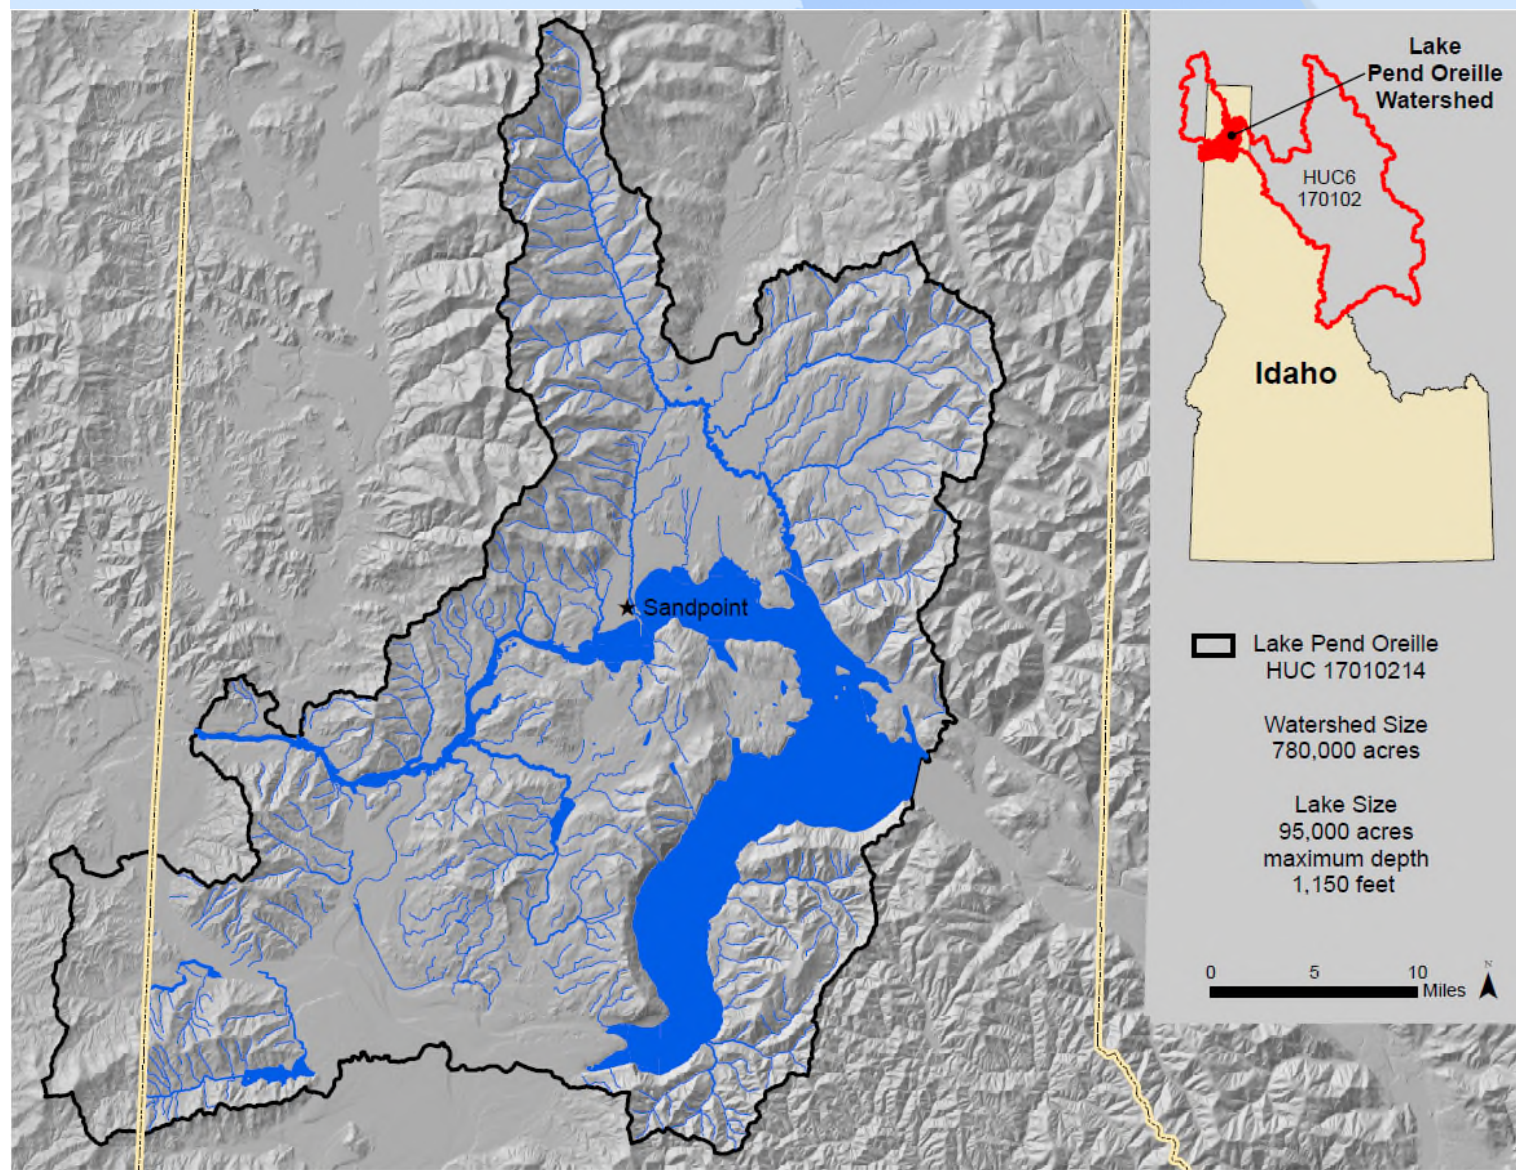 Lake
Pend Oreille
Watershed
HUC6
170102
Idaho
Sandpoint
Lake Pend Oreille
HUC 17010214
Watershed Size
780,000 acres
Lake Size
95,000 acres
maximum depth
1,150 feet
N
0 5 10
Miles